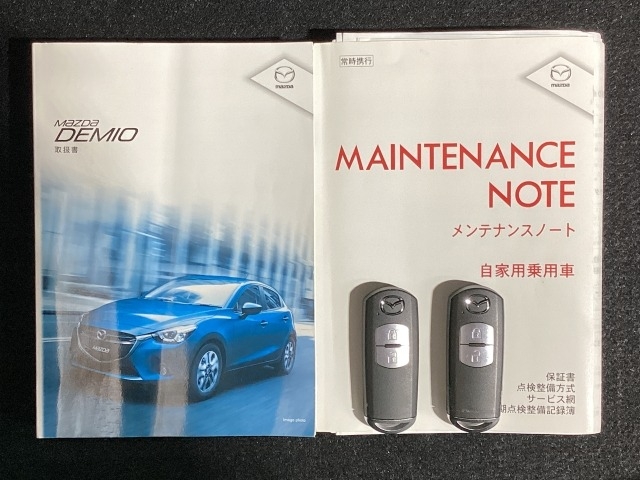 mazda
mazda
DEMIO
取扱書
image photo
常時携行
mazda
MAINTENANCE
NOTE
メンテナンスノート
自家用乗用車
保証書
点検整備方式
サービス網
期点検整備記録簿